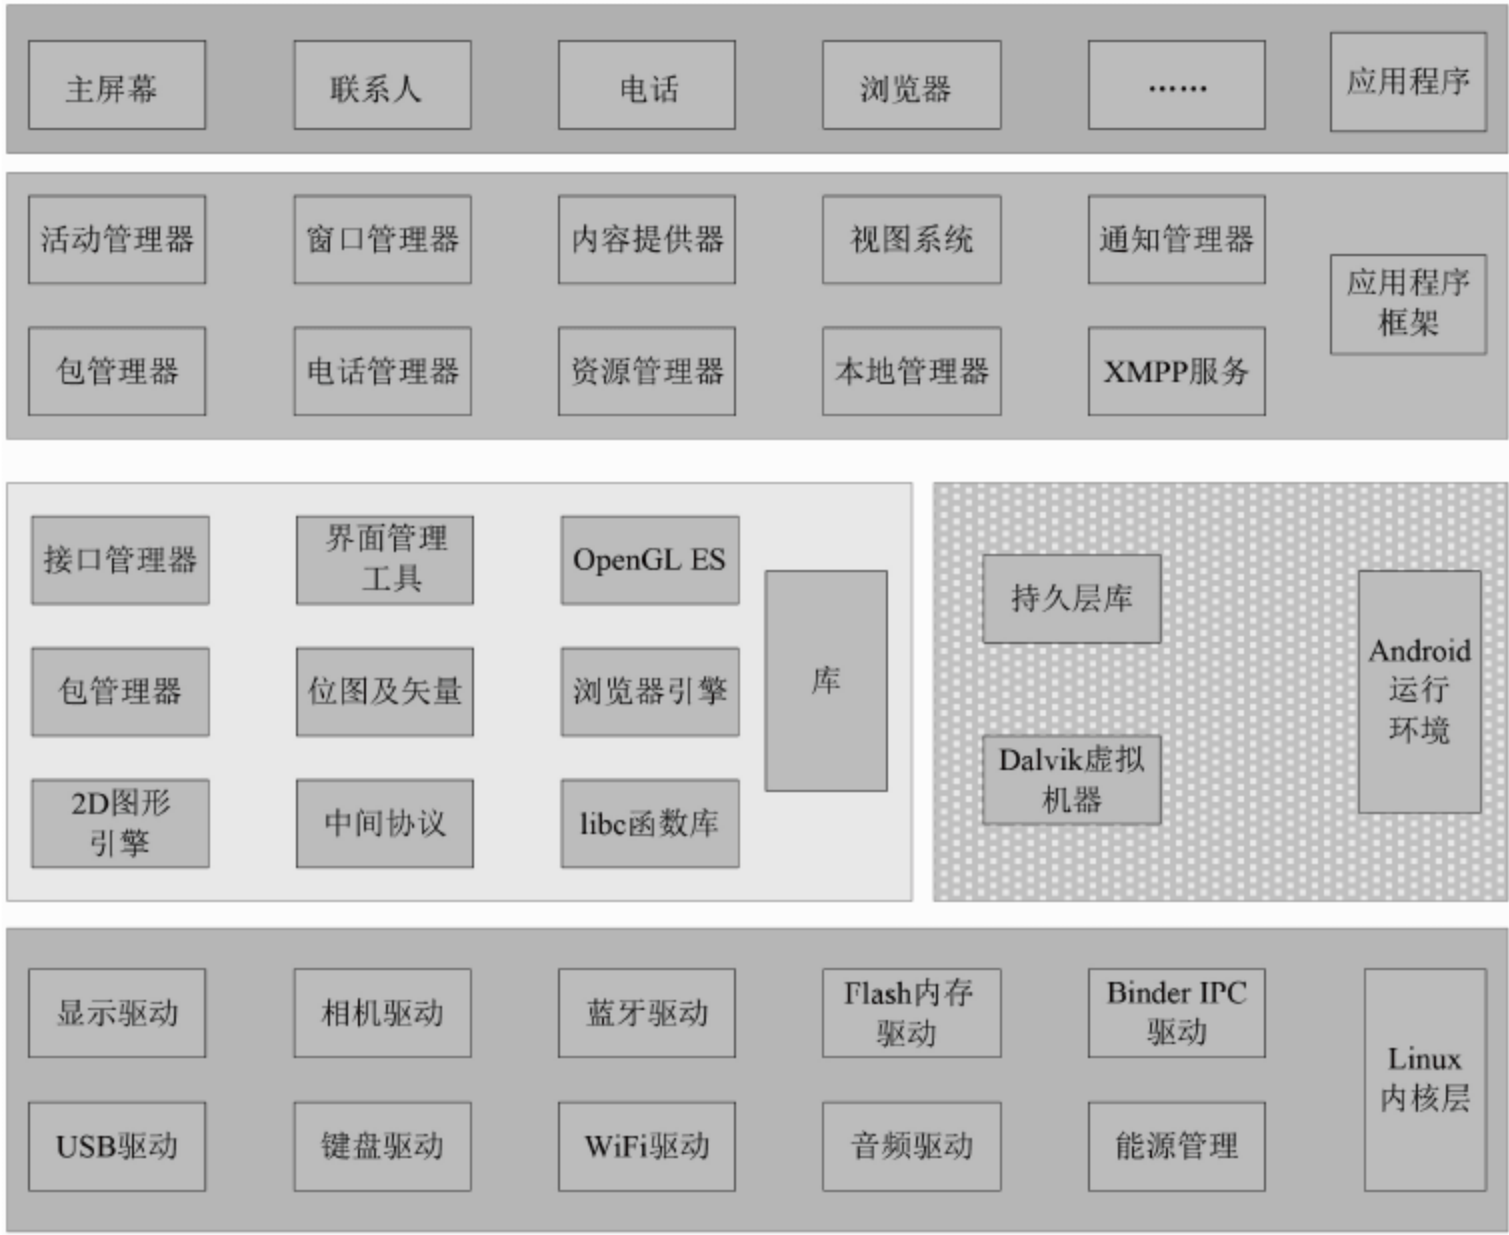 主屏幕
联系人
电话
浏览器
……
应用程序
活动管理器
窗口管理器
内容提供器
视图系统
通知管理器
应用程序
框架
包管理器
电话管理器
资源管理器
本地管理器
XMPP服务
接口管理器
界面管理
工具
OpenGL ES
包管理器
位图及矢量
浏览器引擎
2D图形
引擎
中间协议
libc函数库
库
持久层库
Dalvik虚拟
机器
Android
运行
环境
显示驱动
相机驱动
蓝牙驱动
Flash内存
驱动
Binder IPC
驱动
USB驱动
键盘驱动
WiFi驱动
音频驱动
能源管理
Linux
内核层